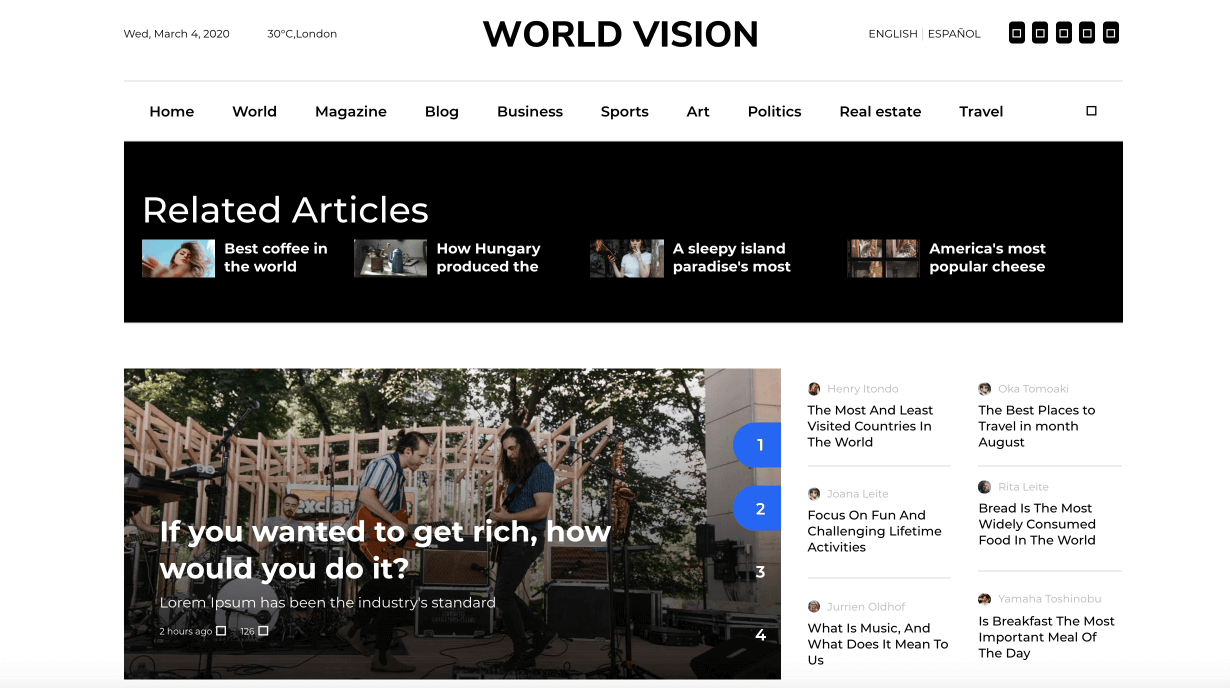 Wed, March 4, 2020
30°C,London
WORLD VISION
ENGLISH
ESPAÑOL
Home
World
Magazine
Blog
Business
Sports
Art
Politics
Real estate
Travel
Related Articles
Best coffee in
the world
How Hungary
produced the
A sleepy island
paradise's most
America's most
popular cheese
If you wanted to get rich, how
would you do it?
Lorem Ipsum has been the industry's standard
2 hours ago
126
1
2
3
4
Henry Itondo
The Most And Least
Visited Countries In
The World
Joana Leite
Focus On Fun And
Challenging Lifetime
Activities
Jurrien Oldhof
What Is Music, And
What Does It Mean To
Us
Oka Tomoaki
The Best Places to
Travel in month
August
Rita Leite
Bread Is The Most
Widely Consumed
Food In The World
Yamaha Toshinobu
Is Breakfast The Most
Important Meal Of
The Day